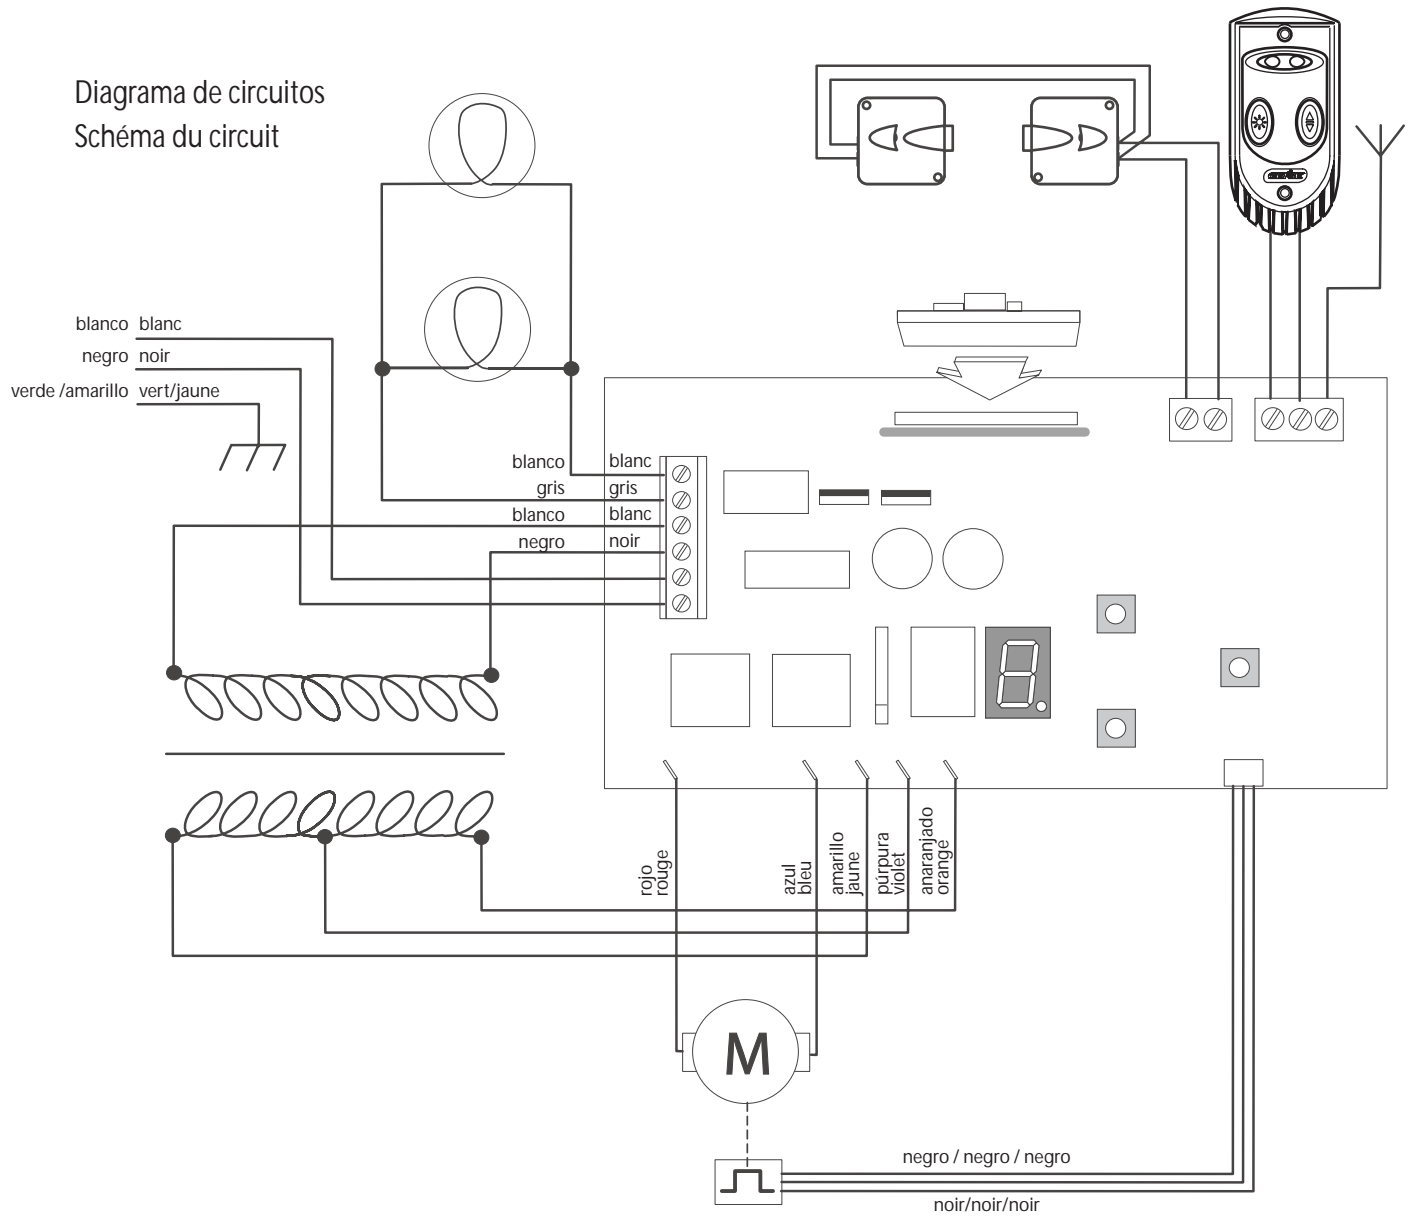 Diagrama de circuitos
Schéma du circuit
blanco blanc
negro noir
verde /amarillo vert/jaune
blanco blanc
gris gris
blanco blanc
negro noir
rojo
rouge
azul
bleu
amarillo
jaune
púrpura
violet
anaranjado
orange
M
negro / negro / negro
noir/noir/noir